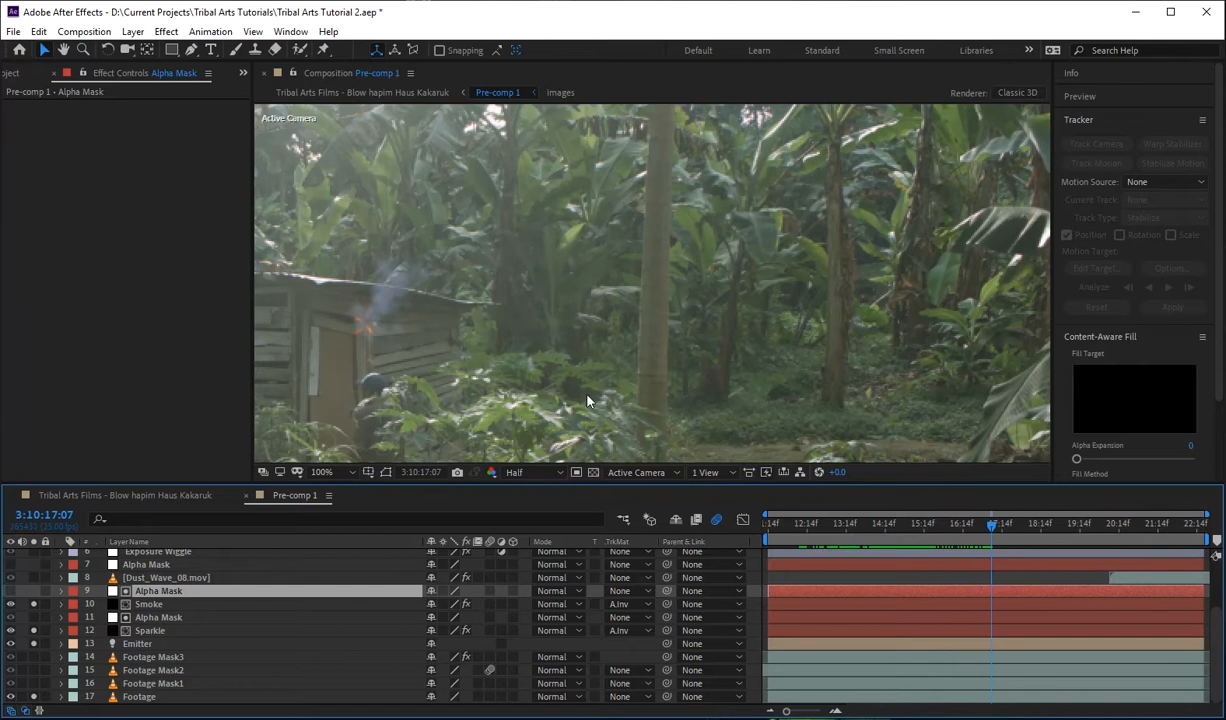 Adobe After Effects - D:\Current Projects\Tribal Arts Tutorials\Tribal Arts Tutorial 2.aep *
File Edit Composition Layer Effect Animation View Window Help
Snapping Default Learn Standard Small Screen Libraries Search Help
oject Effect Controls Alpha Mask Composition Pre-comp 1 Info
Pre-comp 1 • Alpha Mask Tribal Arts Films - Blow hapim Haus Kakaruk Pre-comp 1 images Renderer: Classic 3D
Active Camera
Preview
Tracker
Track Camera Warp Stabilizer
Track Motion Stabilize Motion
Motion Source: None
Current Track: None
Track Type: Stabilize
Position Rotation Scale
Motion Target:
Edit Target... Options...
Analyze:
Reset Apply
Content-Aware Fill
Fill Target
Alpha Expansion 0
Fill Method
100% 3:10:17:07 Half Active Camera 1 View +0.0
Tribal Arts Films - Blow hapim Haus Kakaruk Pre-comp 1
3:10:17:07
:14f 12:14f 13:14f 14:14f 15:14f 16:14f 17:14f 18:14f 19:14f 20:14f 21:14f 22:14f
# Layer Name Mode T .TrkMat Parent & Link
6 Exposure Wiggle Normal None None
7 Alpha Mask Normal None None
8 [Dust_Wave_08.mov] Normal None None
9 Alpha Mask Normal None None
10 Smoke Normal A.Inv None
11 Alpha Mask Normal None None
12 Sparkle Normal A.Inv None
13 Emitter None
14 Footage Mask3 Normal None
15 Footage Mask2 Normal None None
16 Footage Mask1 Normal None None
17 Footage Normal None None